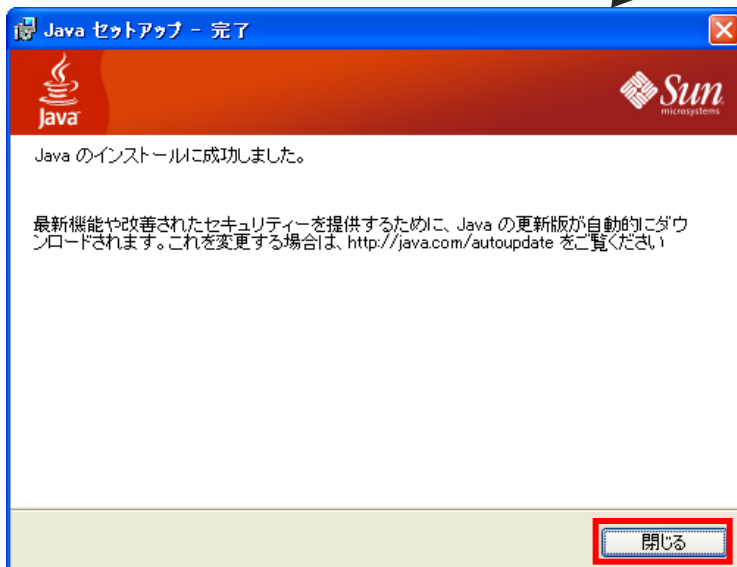 Java セットアップ - 完了
Java
Sun
microsystems
Java のインストールに成功しました。
最新機能や改善されたセキュリティーを提供するために、Java の更新版が自動的にダウ
ンロードされます。これを変更する場合は、http://java.com/autoupdate をご覧ください
閉じる